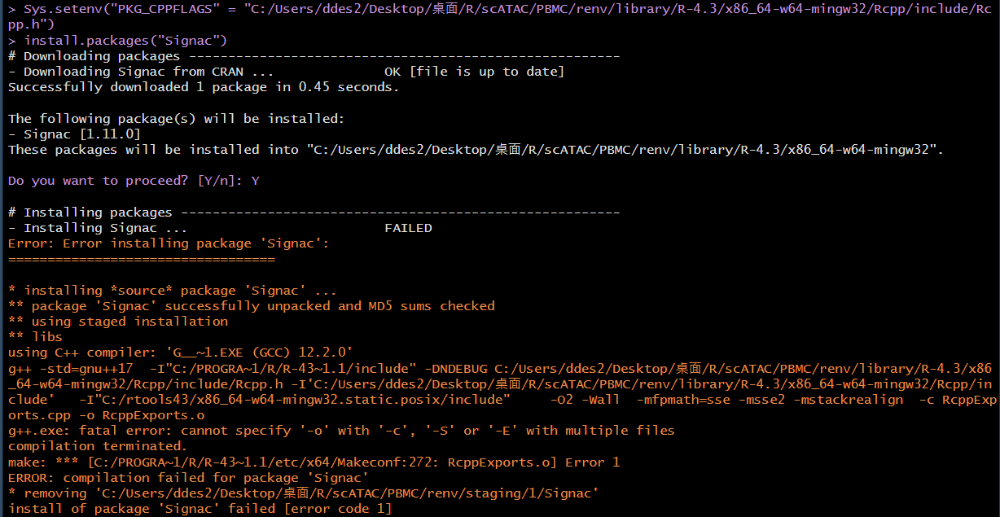 > Sys.setenv("PKG_CPPFLAGS" = "C:/Users/ddes2/Desktop/桌面/R/scATAC/PBMC/renv/library/R-4.3/x86_64-w64-mingw32/Rcpp/include/Rc
pp.h")
> install.packages("Signac")
# Downloading packages -------------------------------------------------------
- Downloading Signac from CRAN ...              OK [file is up to date]
Successfully downloaded 1 package in 0.45 seconds.
The following package(s) will be installed:
- Signac [1.11.0]
These packages will be installed into "C:/Users/ddes2/Desktop/桌面/R/scATAC/PBMC/renv/library/R-4.3/x86_64-w64-mingw32".
Do you want to proceed? [Y/n]: Y
# Installing packages --------------------------------------------------------
- Installing Signac ...                         FAILED
Error: Error installing package 'Signac':
==================================
* installing *source* package 'Signac' ...
** package 'Signac' successfully unpacked and MD5 sums checked
** using staged installation
** libs
using C++ compiler: 'G__~1.EXE (GCC) 12.2.0'
g++ -std=gnu++17  -I"C:/PROGRA~1/R/R-43~1.1/include" -DNDEBUG C:/Users/ddes2/Desktop/桌面/R/scATAC/PBMC/renv/library/R-4.3/x86
_64-w64-mingw32/Rcpp/include/Rcpp.h -I'C:/Users/ddes2/Desktop/桌面/R/scATAC/PBMC/renv/library/R-4.3/x86_64-w64-mingw32/Rcpp/in
clude'   -I"C:/rtools43/x86_64-w64-mingw32.static.posix/include"     -O2 -Wall  -mfpmath=sse -msse2 -mstackrealign  -c RcppExp
orts.cpp -o RcppExports.o
g++.exe: fatal error: cannot specify '-o' with '-c', '-S' or '-E' with multiple files
compilation terminated.
make: *** [C:/PROGRA~1/R/R-43~1.1/etc/x64/Makeconf:272: RcppExports.o] Error 1
ERROR: compilation failed for package 'Signac'
* removing 'C:/Users/ddes2/Desktop/桌面/R/scATAC/PBMC/renv/staging/1/Signac'
install of package 'Signac' failed [error code 1]